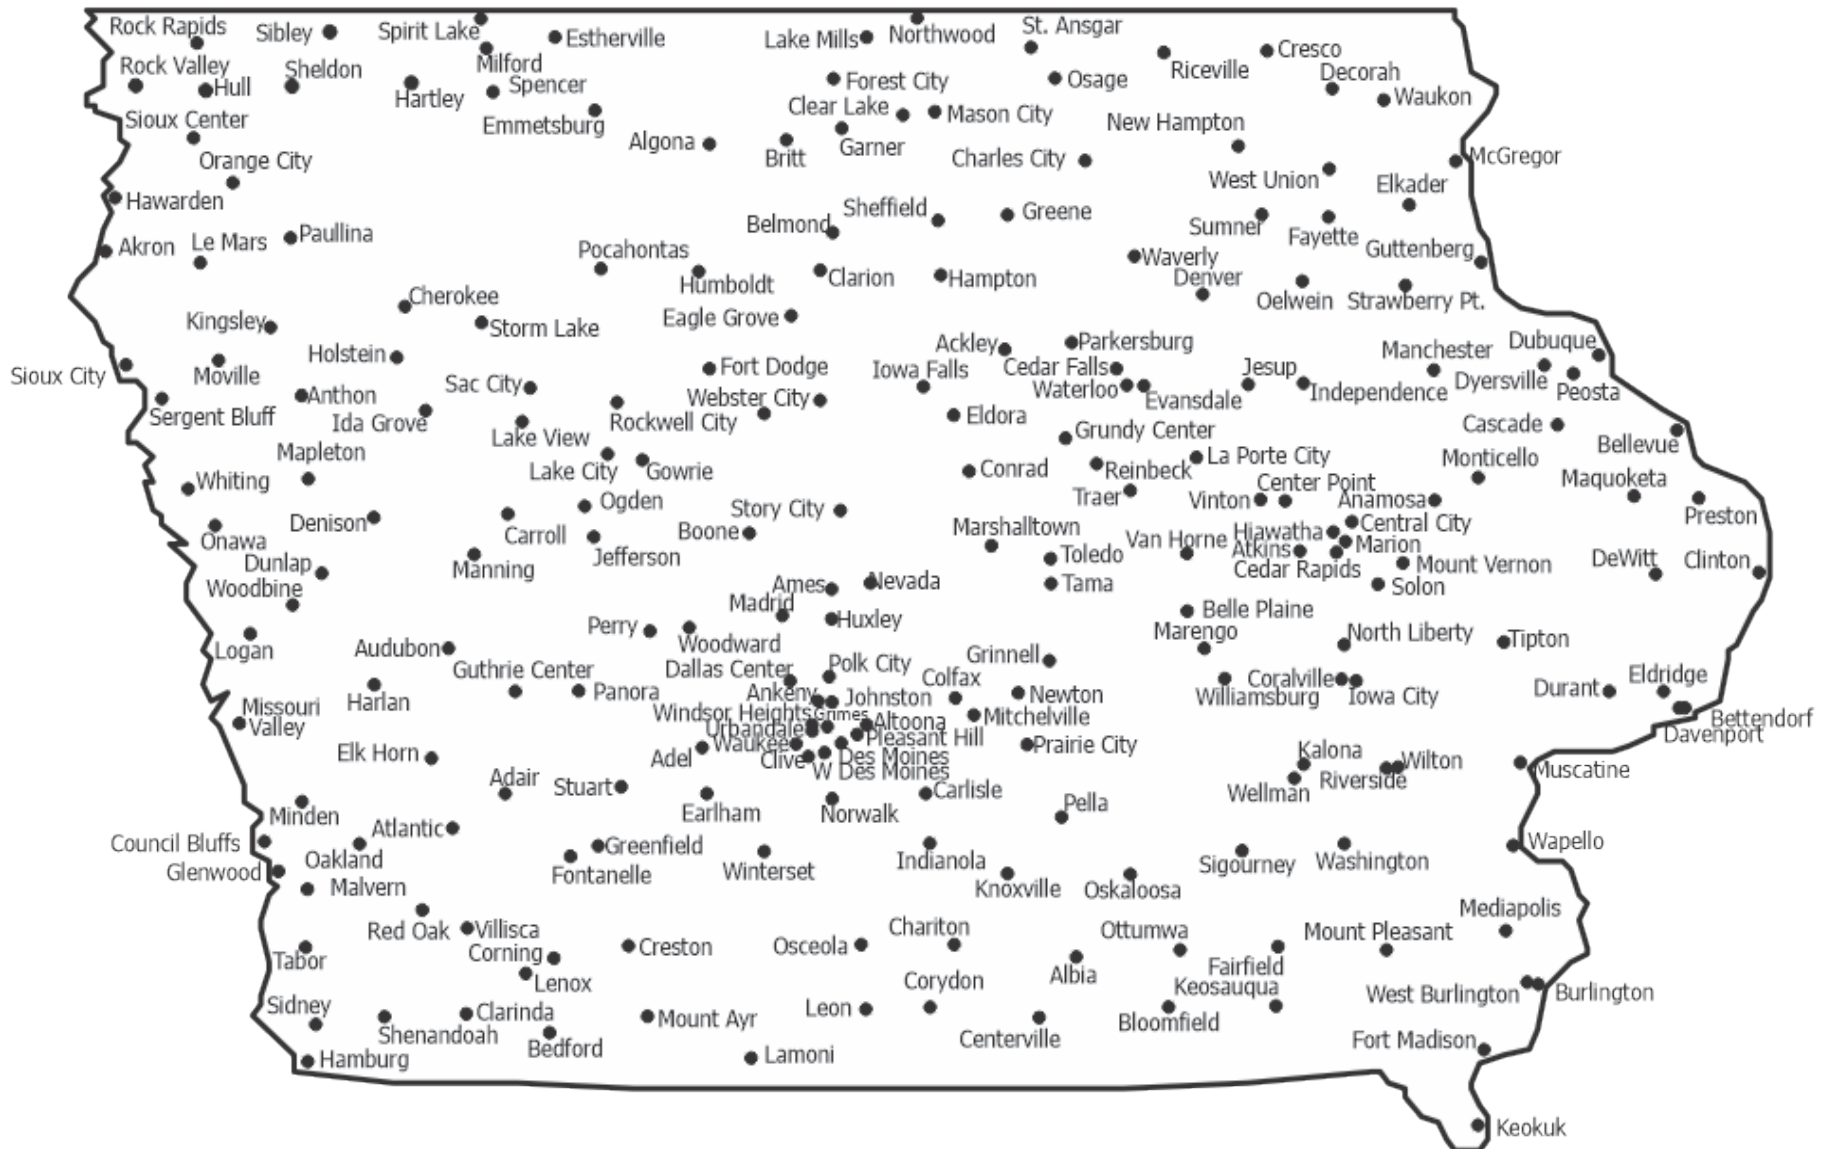 Rock Rapids
Sibley
Spirit Lake
Estherville
Lake Mills
Northwood
St. Ansgar
Riceville
Cresco
Rock Valley
Hull
Sheldon
Hartley
Milford
Spencer
Forest City
Osage
Decorah
Waukon
Sioux Center
Emmetsburg
Clear Lake
Mason City
New Hampton
Orange City
Algona
Britt
Garner
Charles City
McGregor
Hawarden
West Union
Elkader
Akron
Le Mars
Paullina
Belmond
Sheffield
Greene
Sumner
Fayette
Guttenberg
Pocahontas
Humboldt
Clarion
Hampton
Waverly
Denver
Oelwein
Strawberry Pt.
Cherokee
Kingsley
Storm Lake
Eagle Grove
Sioux City
Moville
Holstein
Fort Dodge
Ackley
Parkersburg
Manchester
Dubuque
Iowa Falls
Cedar Falls
Jesup
Dyersville
Peosta
Sergent Bluff
Anthon
Ida Grove
Sac City
Rockwell City
Webster City
Waterloo
Evansdale
Independence
Eldora
Lake View
Grundy Center
Cascade
Bellevue
Mapleton
Lake City
Gowrie
Conrad
Reinbeck
La Porte City
Monticello
Maquoketa
Whiting
Traer
Vinton
Center Point
Anamosa
Preston
Onawa
Denison
Carroll
Ogden
Story City
Boone
Jefferson
Marshalltown
Van Horne
Hiawatha
Central City
Atkins
Marion
Dunlap
Manning
Toledo
Cedar Rapids
Mount Vernon
DeWitt
Clinton
Woodbine
Ames
Nevada
Tama
Solon
Madrid
Huxley
Belle Plaine
Logan
Audubon
Perry
Woodward
Marengo
North Liberty
Tipton
Guthrie Center
Dallas Center
Polk City
Grinnell
Harlan
Panora
Ankeny
Johnston
Colfax
Newton
Williamsburg
Coralville
Iowa City
Durant
Eldridge
Missouri
Valley
Windsor Heights
Grimes
Altoona
Mitchelville
Bettendorf
Davenport
Urbandale
Pleasant Hill
Elk Horn
Adel
Waukee
Clive
Des Moines
W Des Moines
Prairie City
Kalona
Wilton
Muscatine
Adair
Stuart
Wellman
Riverside
Minden
Earlham
Norwalk
Carlisle
Pella
Council Bluffs
Oakland
Atlantic
Greenfield
Wapello
Glenwood
Malvern
Fontanelle
Winterset
Indianola
Knoxville
Oskaloosa
Sigourney
Washington
Red Oak
Villisca
Creston
Osceola
Chariton
Ottumwa
Mount Pleasant
Mediapolis
Tabor
Corning
Lenox
Corydon
Albia
Fairfield
Keosauqua
West Burlington
Burlington
Sidney
Shenandoah
Clarinda
Mount Ayr
Leon
Centerville
Bloomfield
Hamburg
Bedford
Lamoni
Fort Madison
Keokuk